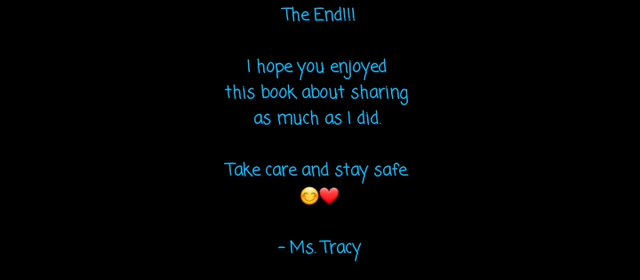 The End!!!
I hope you enjoyed
this book about sharing
as much as I did.
Take care and stay safe.
😊❤️
- Ms. Tracy